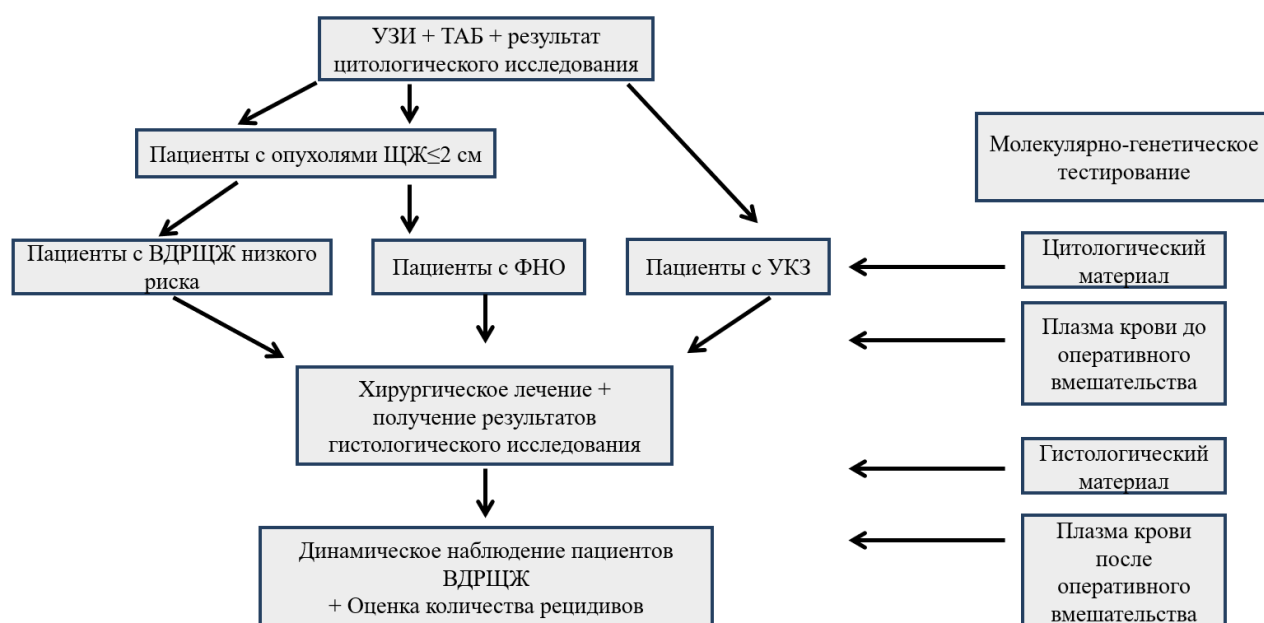 УЗИ + ТАБ + результат
цитологического исследования
Пациенты с опухолями ЩЖ≤2 см
Молекулярно-генетическое
тестирование
Пациенты с ВДРЩЖ низкого
риска
Пациенты с ФНО
Пациенты с УКЗ
Цитологический
материал
Плазма крови до
оперативного
вмешательства
Хирургическое лечение +
получение результатов
гистологического исследования
Гистологический
материал
Динамическое наблюдение пациентов
ВДРЩЖ
+ Оценка количества рецидивов
Плазма крови
после
оперативного
вмешательства